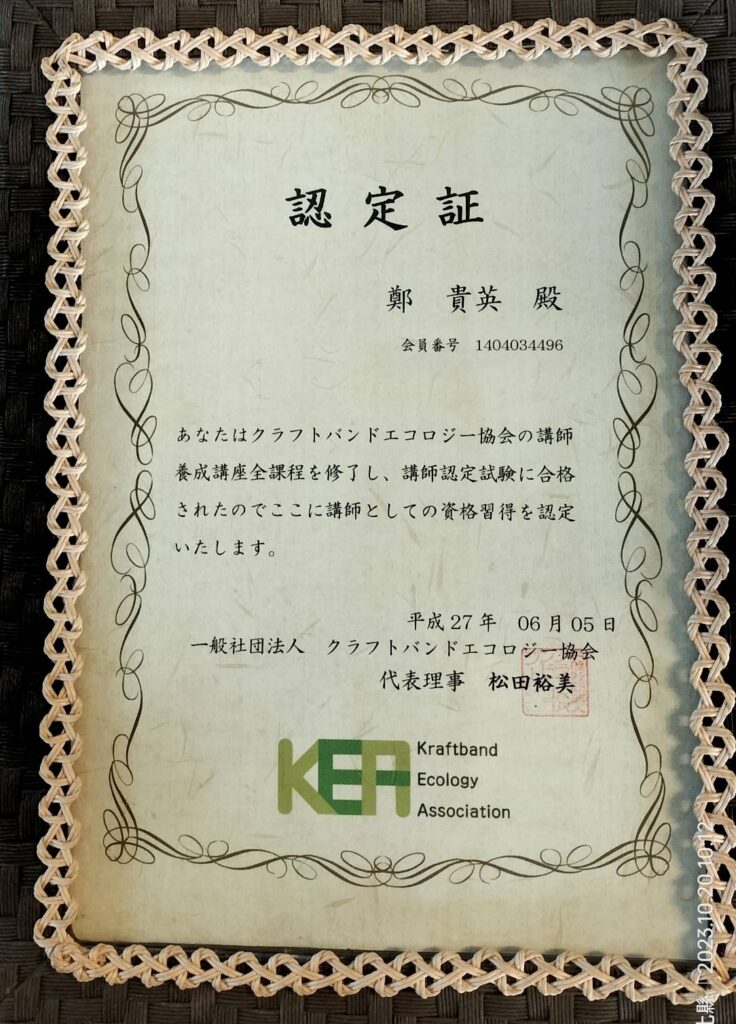 認定証
鄭 貴英 殿
会員番号 1404034496
あなたはクラフトバンドエコロジー協会の講師
養成講座全課程を修了し、講師認定試験に合格
されたのでここに講師としての資格習得を認定
いたします。
平成27年 06月05日
一般社団法人 クラフトバンドエコロジー協会
代表理事 松田裕美
KEA
Kraftband
Ecology
Association
2023.10.20 10:12